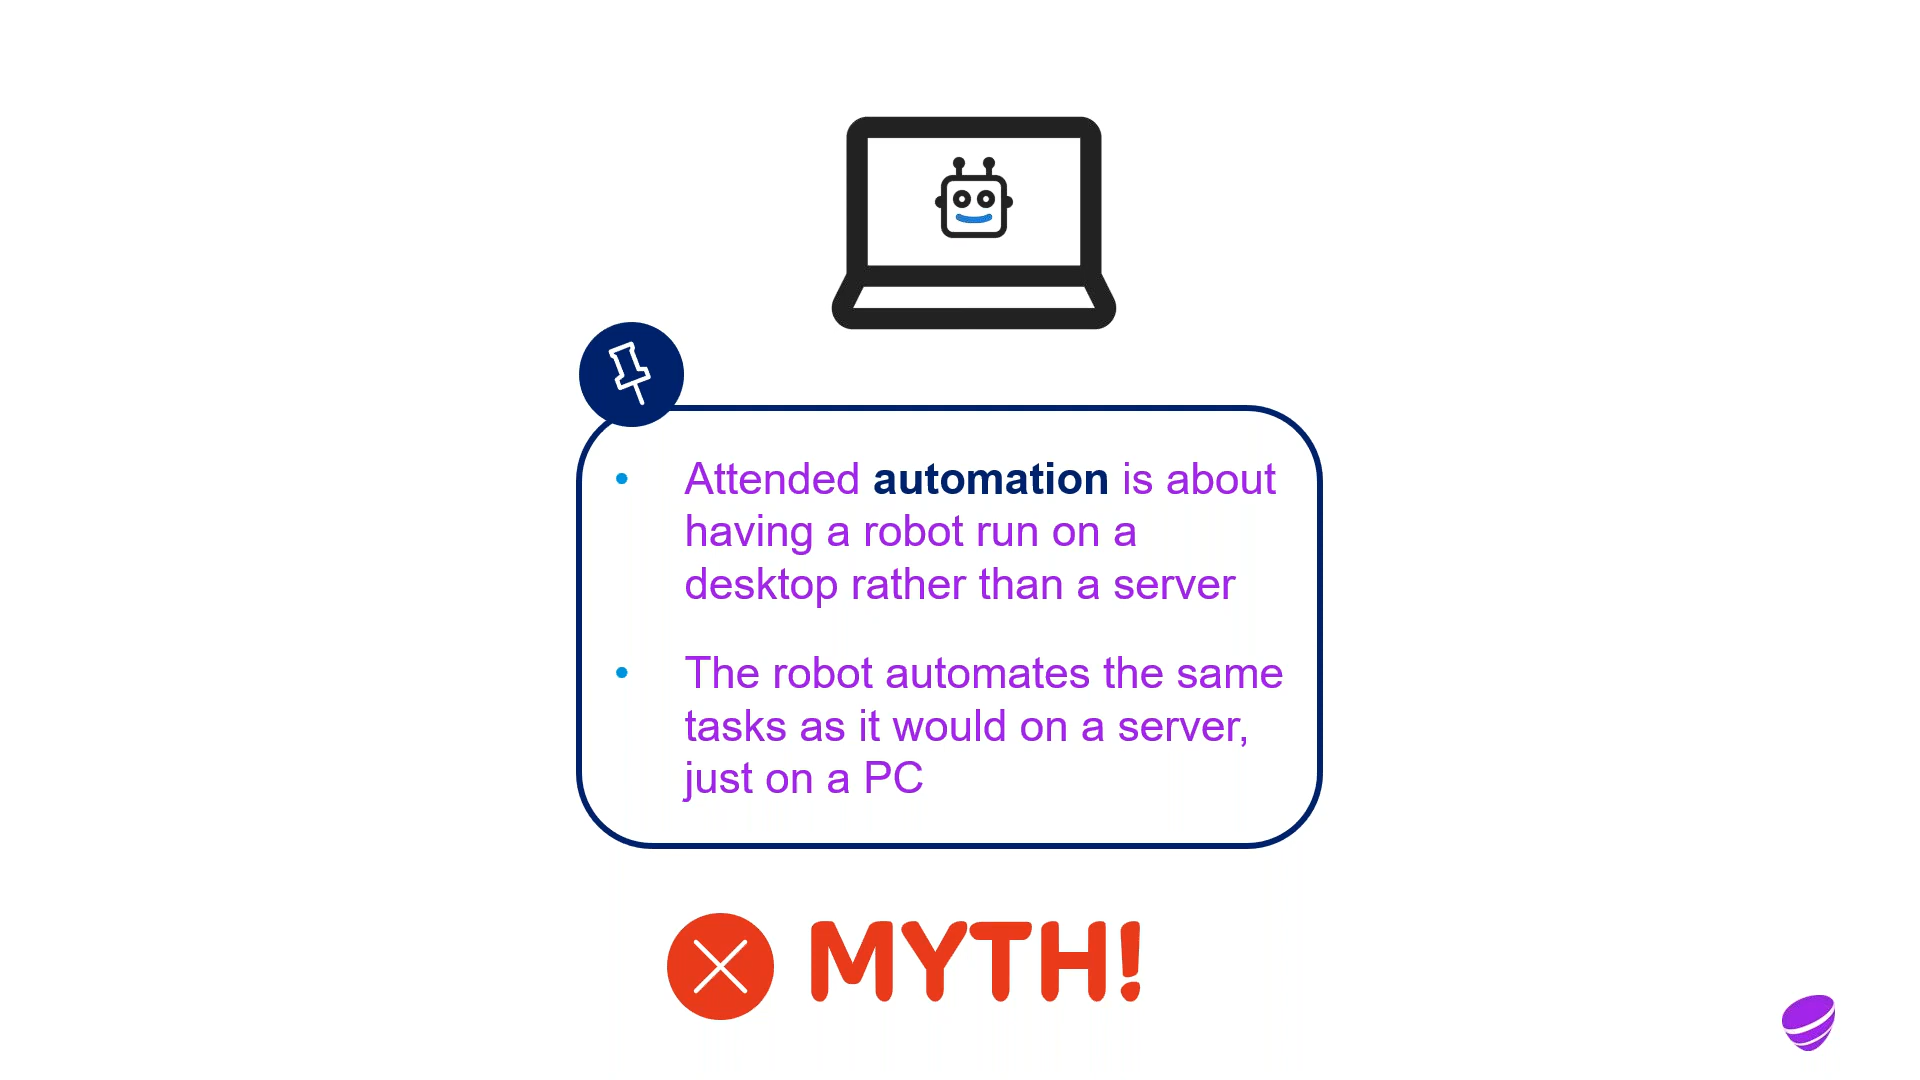 Attended automation is about
having a robot run on a
desktop rather than a server
The robot automates the same
tasks as it would on a server,
just on a PC
MYTH!